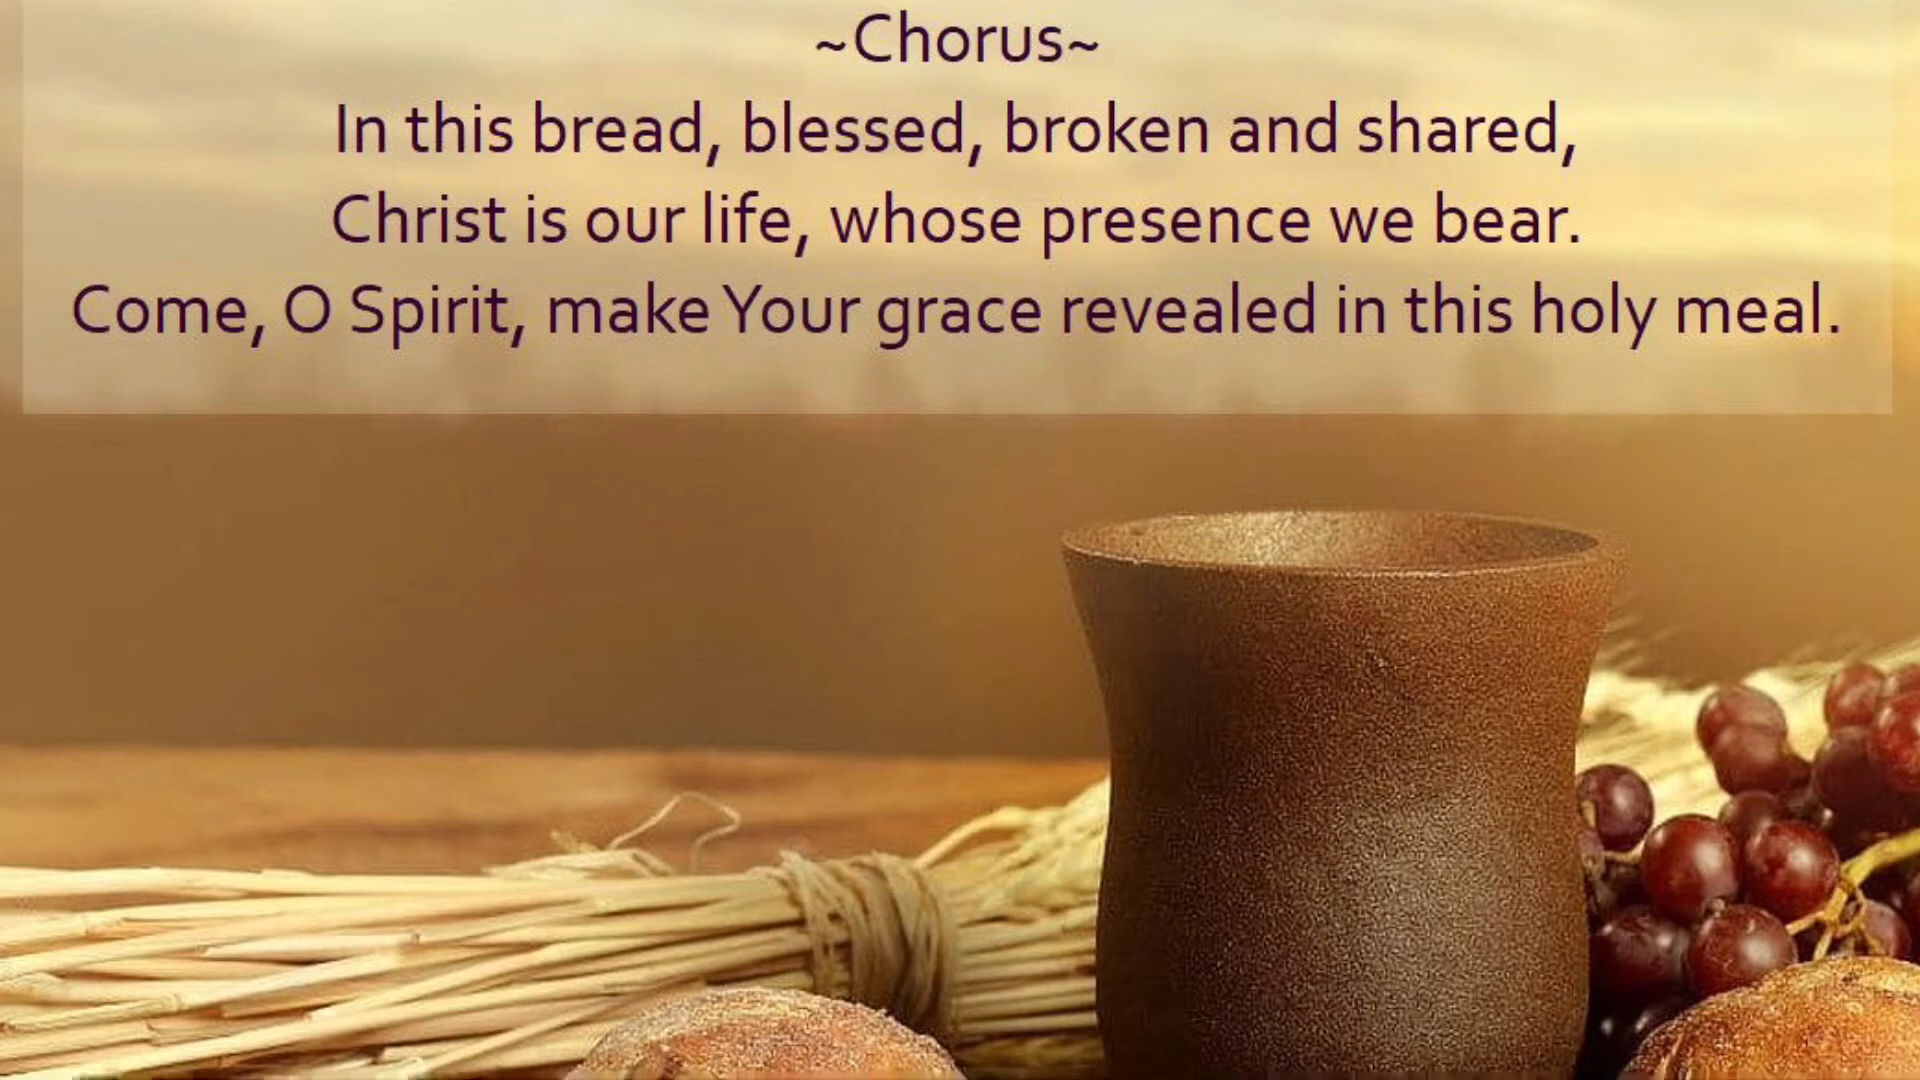 ~Chorus~
In this bread, blessed, broken and shared,
Christ is our life, whose presence we bear.
Come, O Spirit, make Your grace revealed in this holy meal.